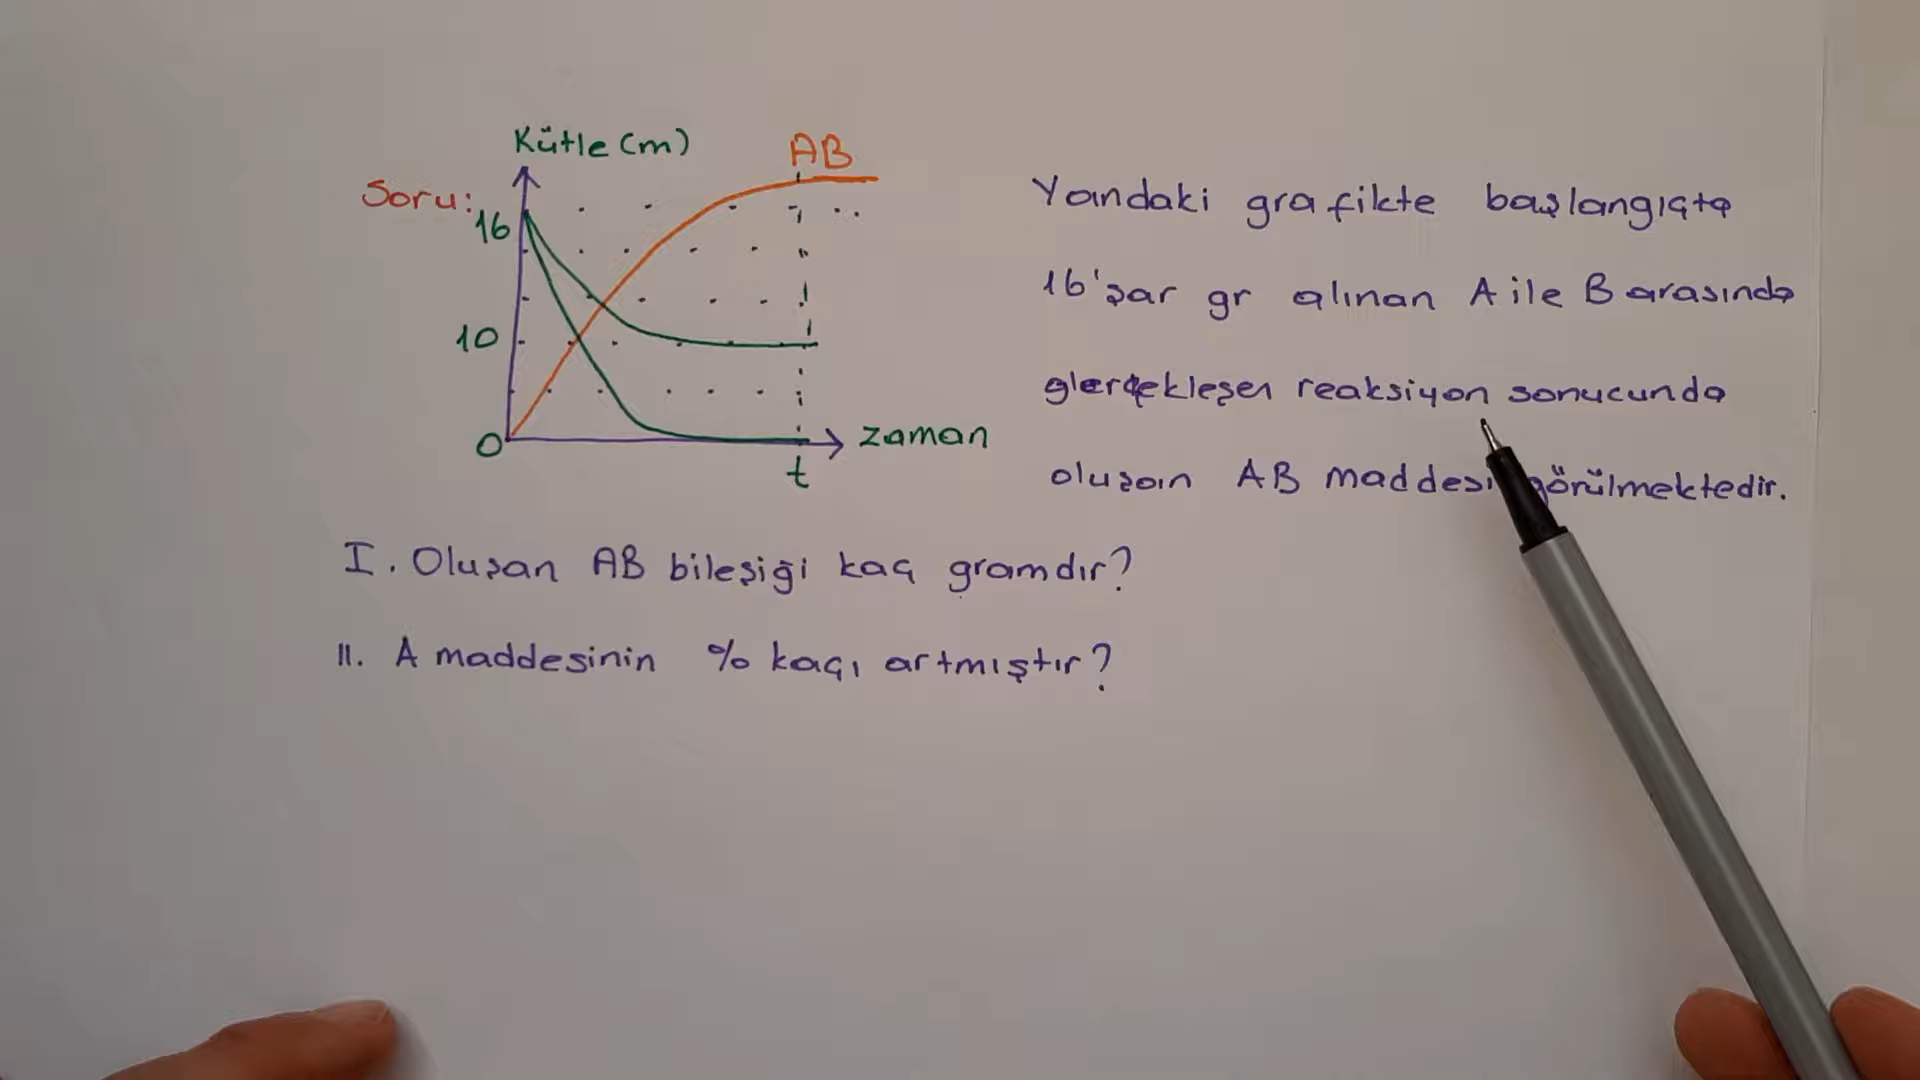 Kütle (m)
AB
Soru:
16
10
0
zaman
t
Yandaki grafikte başlangıçta
16'şar gr alınan A ile B arasında
gerçekleşen reaksiyon sonucunda
oluşan AB maddesi görülmektedir.
I. Oluşan AB bileşiği kaç gramdır?
II. A maddesinin % kaçı artmıştır?